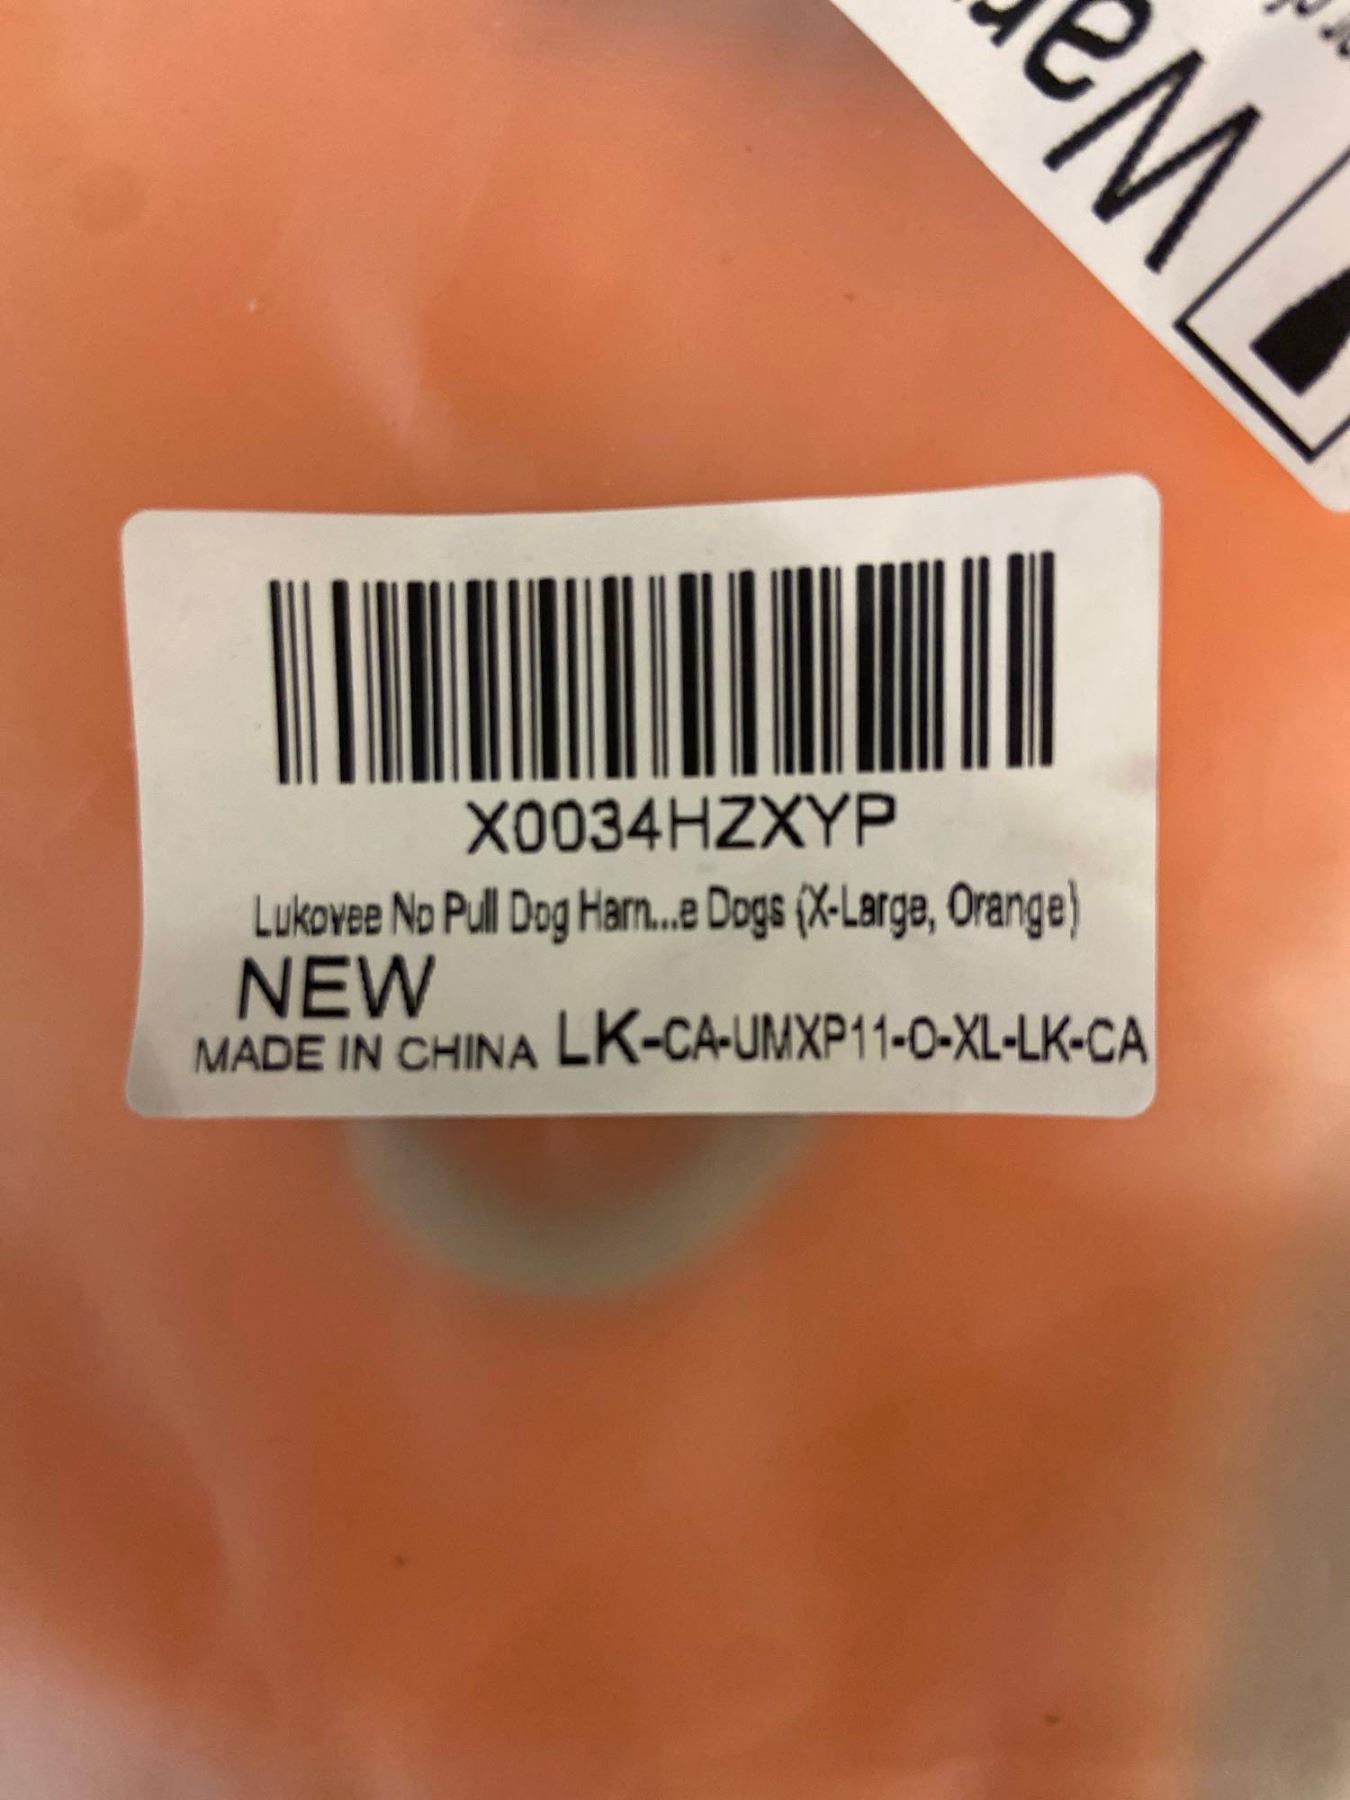 X0034HZXYP
Lukovee No Pull Dog Harn...e Dogs (X-Large, Orange)
NEW
MADE IN CHINA LK-CA-UMXP11-O-XL-LK-CA